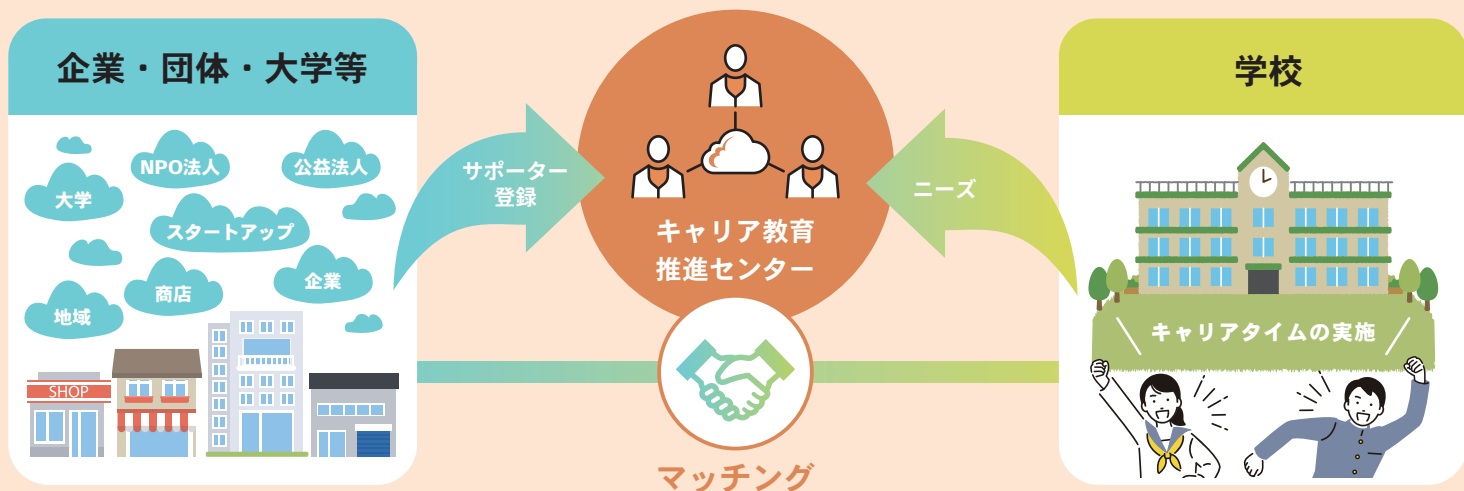 企業・団体・大学等
NPO法人
公益法人
大学
スタートアップ
企業
商店
地域
SHOP
サポーター
登録
キャリア教育
推進センター
ニーズ
マッチング
学校
キャリアタイムの実施